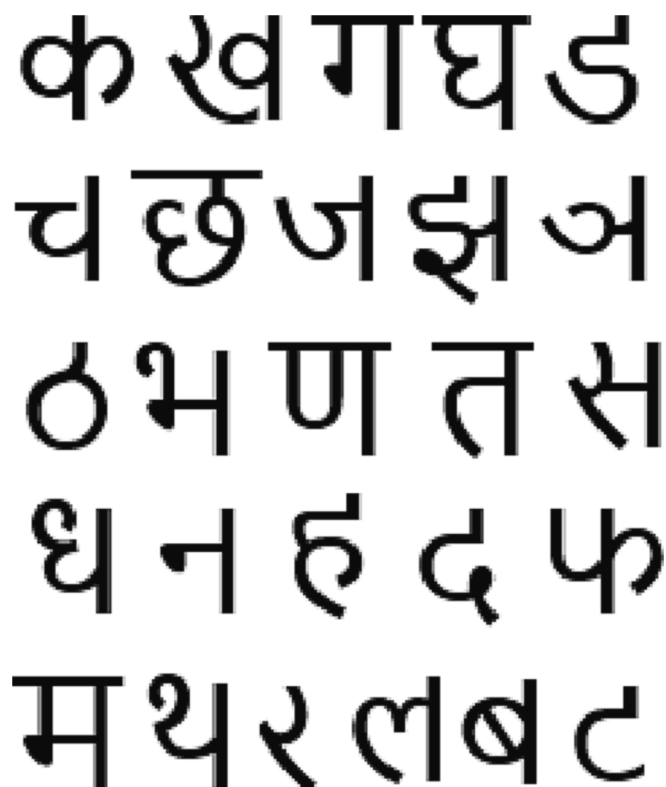 क ख ग घ ड
च छ ज झ ञ
ठ भ ण त स
ध न ह द फ
म थ र ल ब ट